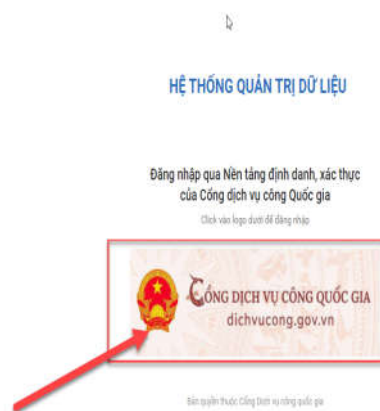 HỆ THỐNG QUẢN TRỊ DỮ LIỆU
Đăng nhập qua Nền tảng định danh, xác thực
của Cổng dịch vụ công Quốc gia
Click vào logo dưới để đăng nhập
CỔNG DỊCH VỤ CÔNG QUỐC GIA
dichvucong.gov.vn
Bản quyền thuộc Cổng Dịch vụ công quốc gia